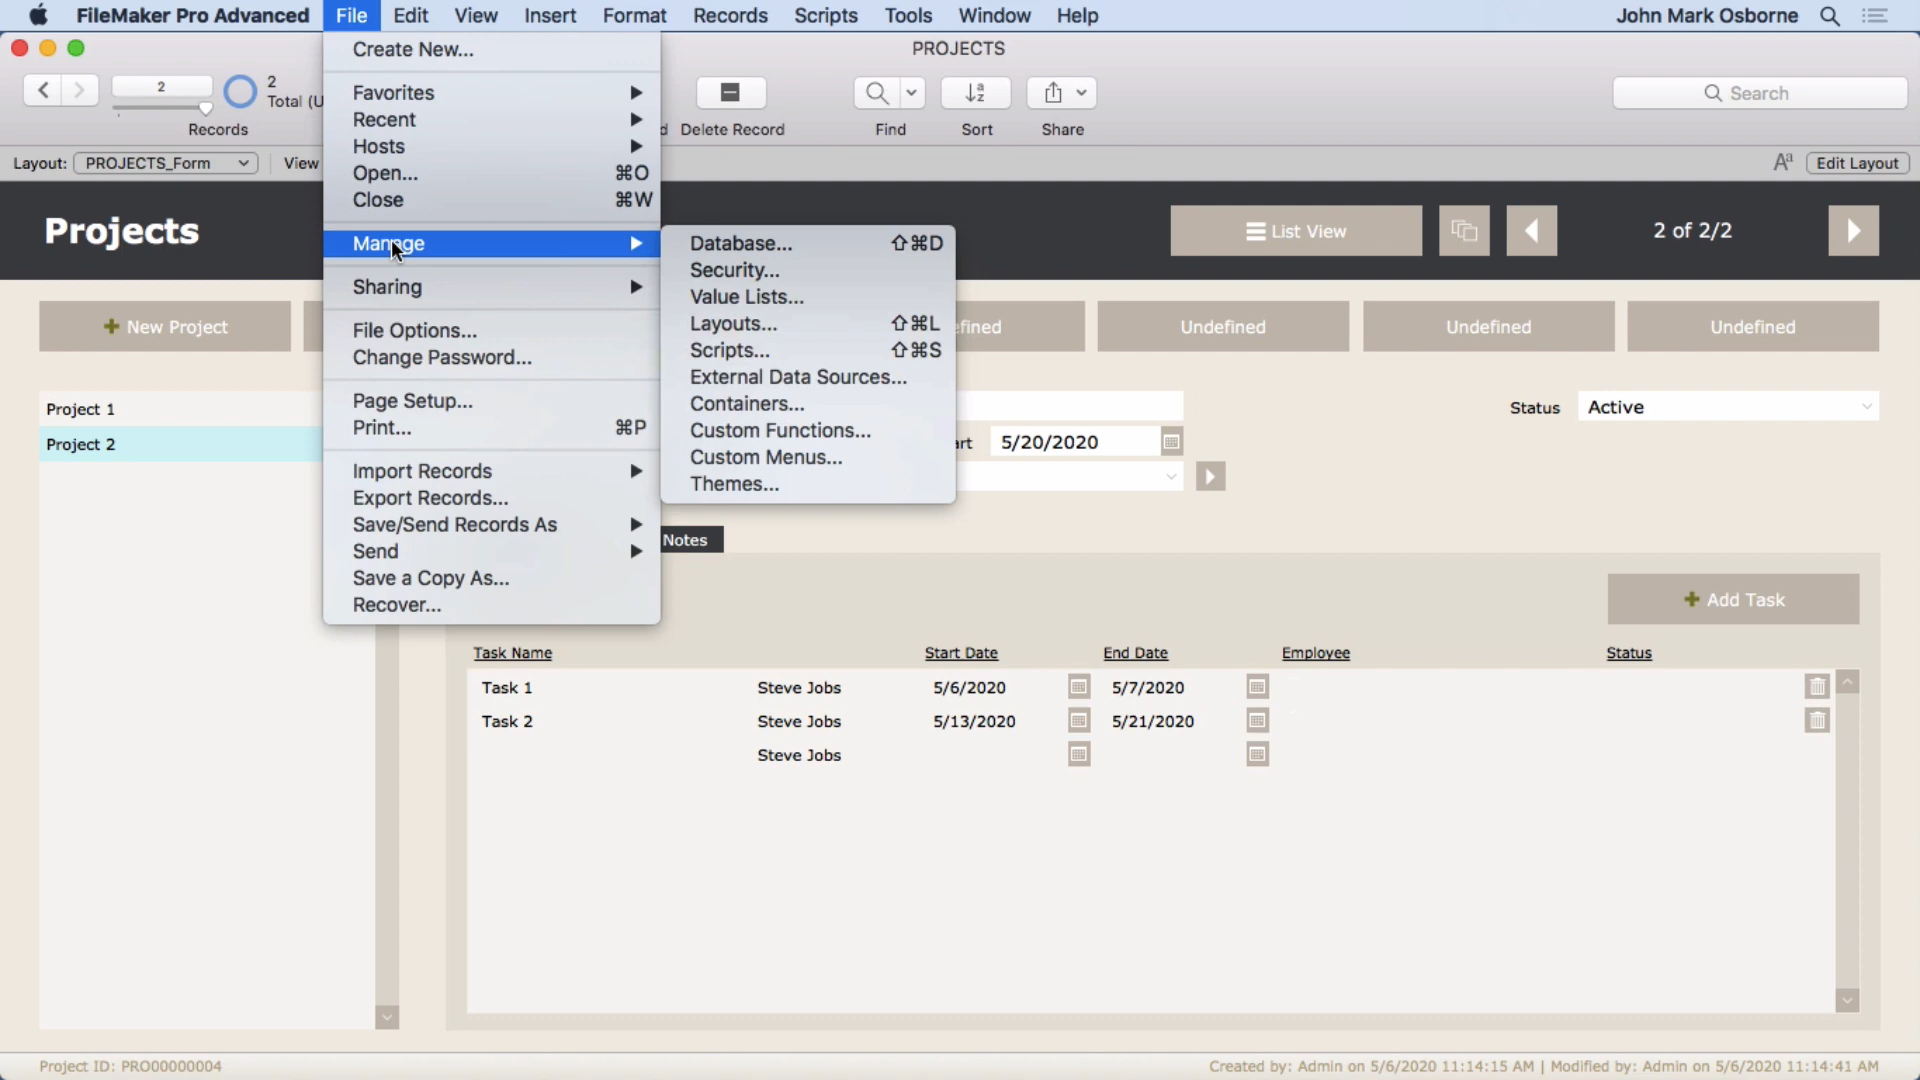 FileMaker Pro Advanced File Edit View Insert Format Records Scripts Tools Window Help John Mark Osborne
PROJECTS
2
2
Total (U
Records
d
Delete Record
Find
Sort
Share
Search
Layout: PROJECTS_Form View
Aa
Edit Layout
Create New...
Favorites
Recent
Hosts
Open... ⌘O
Close ⌘W
Manage
Sharing
File Options...
Change Password...
Page Setup...
Print... ⌘P
Import Records
Export Records...
Save/Send Records As
Send
Save a Copy As...
Recover...
Database... ⇧⌘D
Security...
Value Lists...
Layouts... ⇧⌘L
Scripts... ⇧⌘S
External Data Sources...
Containers...
Custom Functions...
Custom Menus...
Themes...
Projects
List View
2 of 2/2
New Project
efined
Undefined
Undefined
Undefined
Project 1
Project 2
Status Active
art 5/20/2020
Notes
Add Task
Task Name Start Date End Date Employee Status
Task 1 Steve Jobs 5/6/2020 5/7/2020
Task 2 Steve Jobs 5/13/2020 5/21/2020
Steve Jobs
Project ID: PRO00000004
Created by: Admin on 5/6/2020 11:14:15 AM | Modified by: Admin on 5/6/2020 11:14:41 AM